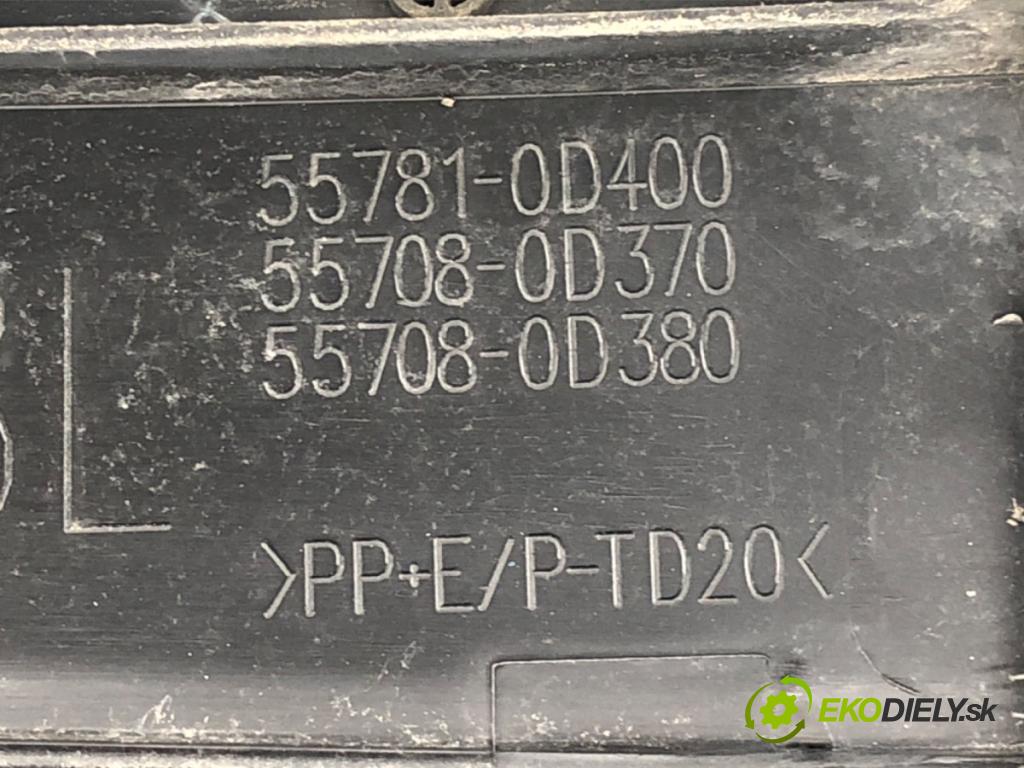 55781-0D400
55708-0D370
55708-0D380
L
>PP+E/P-TD20<
EKODIELY.sk